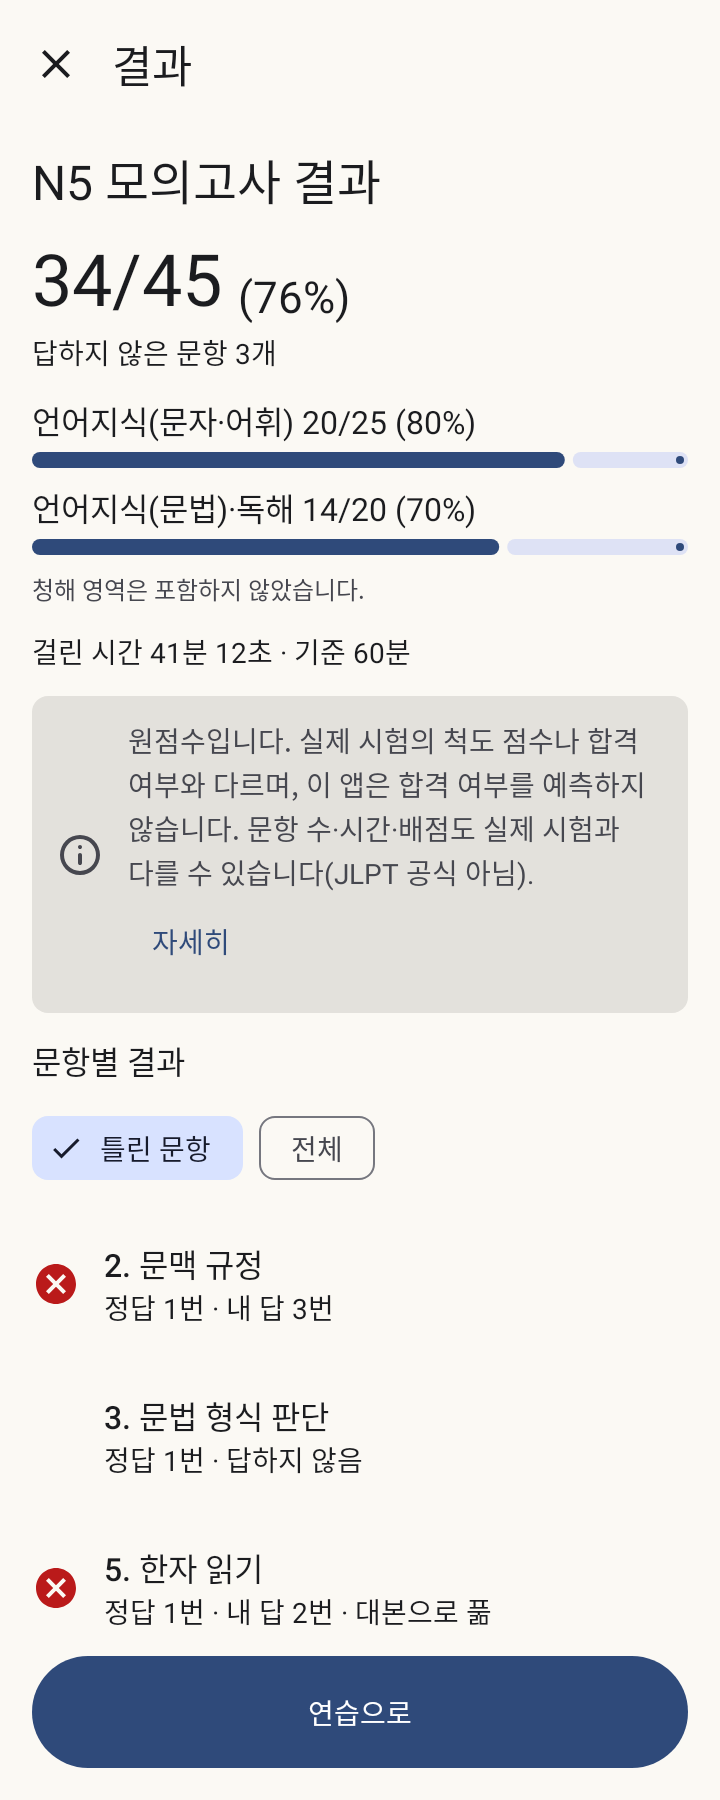 결과
N5 모의고사 결과
34/45 (76%)
답하지 않은 문항 3개
언어지식(문자·어휘) 20/25 (80%)
언어지식(문법)·독해 14/20 (70%)
청해 영역은 포함하지 않았습니다.
걸린 시간 41분 12초 · 기준 60분
원점수입니다. 실제 시험의 척도 점수나 합격
여부와 다르며, 이 앱은 합격 여부를 예측하지
않습니다. 문항 수·시간·배점도 실제 시험과
다를 수 있습니다(JLPT 공식 아님).
자세히
문항별 결과
틀린 문항
전체
2. 문맥 규정
정답 1번 · 내 답 3번
3. 문법 형식 판단
정답 1번 · 답하지 않음
5. 한자 읽기
정답 1번 · 내 답 2번 · 대본으로 풂
연습으로